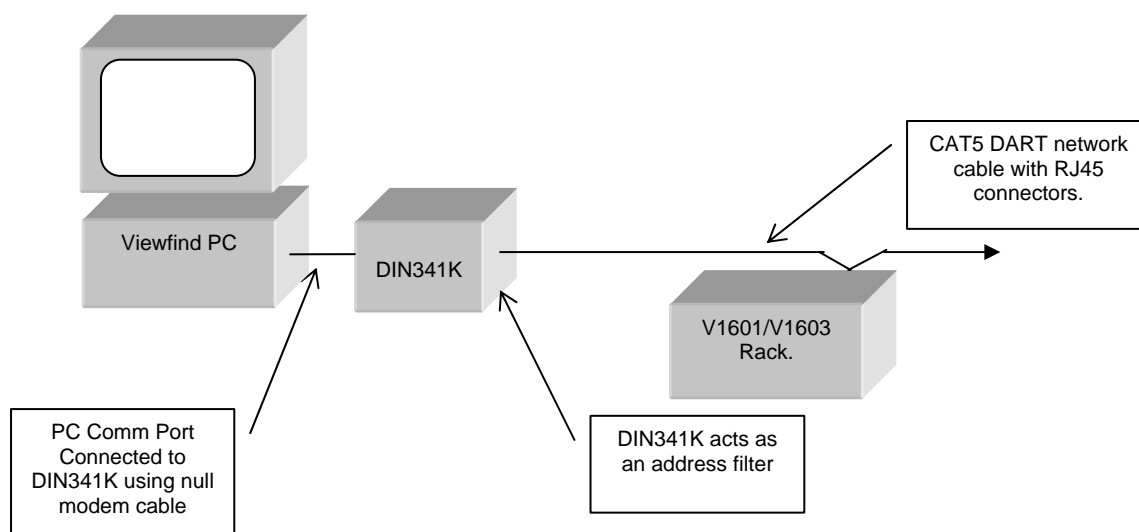 CAT5 DART network
cable with RJ45
connectors.
Viewfind PC
DIN341K
V1601/V1603
Rack.
PC Comm Port
Connected to
DIN341K using null
modem cable
DIN341K acts as
an address filter